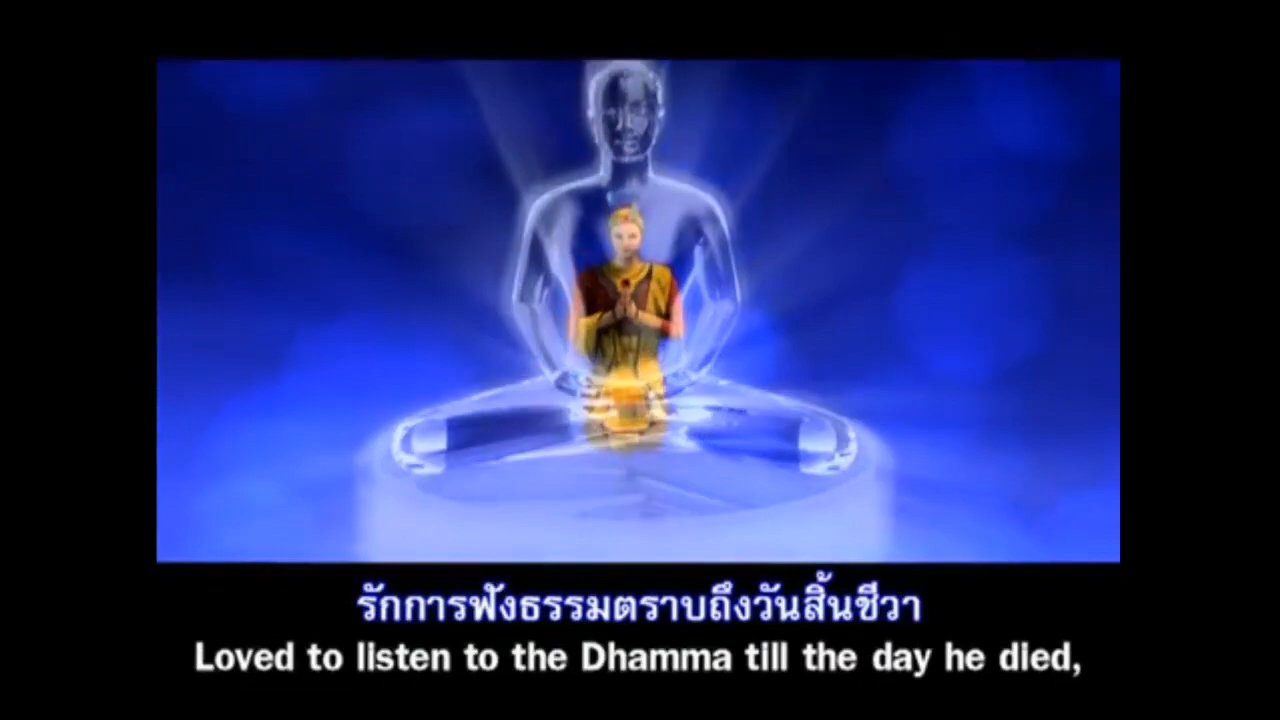 รักการฟังธรรมตราบถึงวันสิ้นชีวา
Loved to listen to the Dhamma till the day he died,